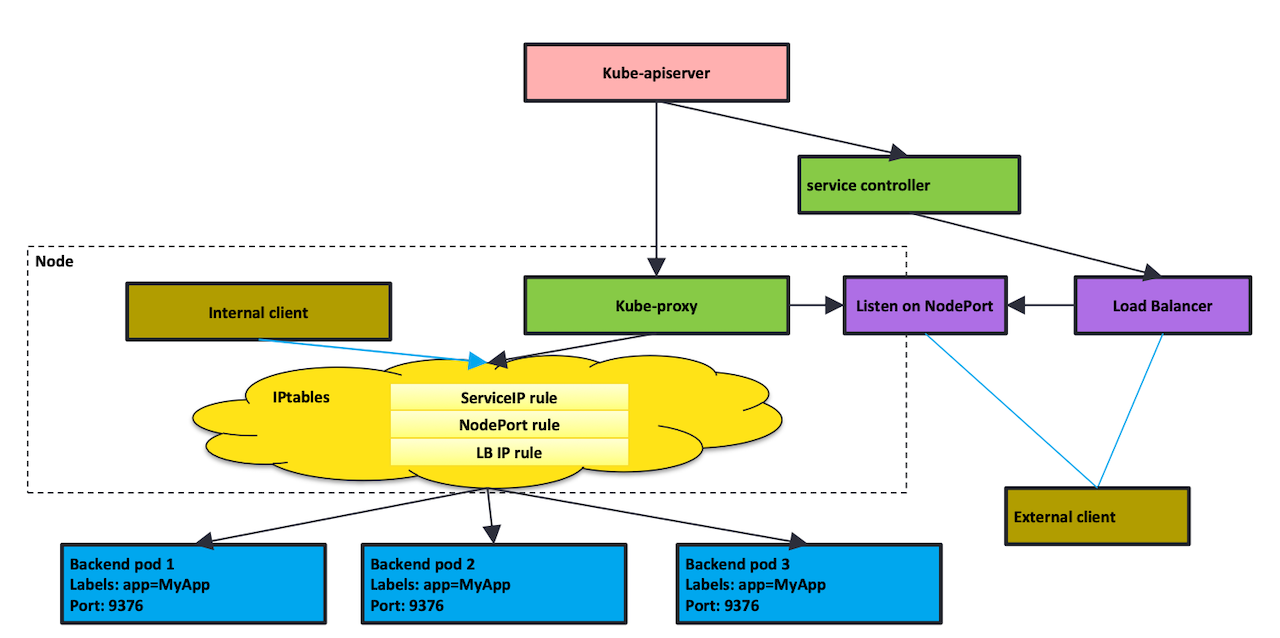 Kube-apiserver
service controller
Node
Internal client
Kube-proxy
Listen on NodePort
Load Balancer
IPtables
ServiceIP rule
NodePort rule
LB IP rule
External client
Backend pod 1
Labels: app=MyApp
Port: 9376
Backend pod 2
Labels: app=MyApp
Port: 9376
Backend pod 3
Labels: app=MyApp
Port: 9376